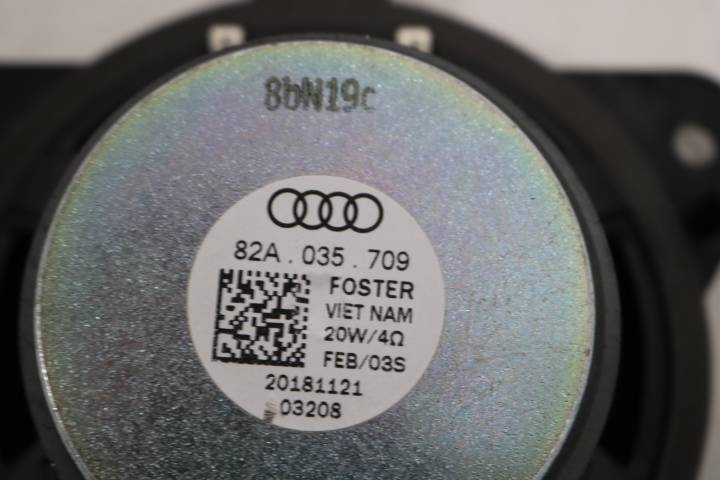 8bN19c
82A . 035 . 709
FOSTER
VIET NAM
20W/4Ω
FEB/03S
20181121
03208